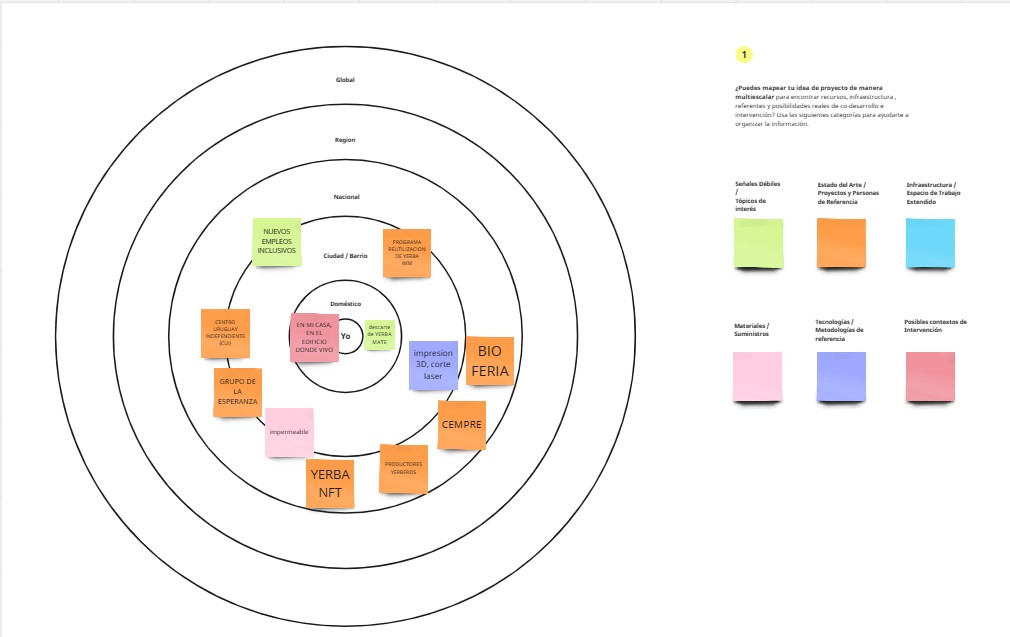 Global
Region
Nacional
NUEVOS
EMPLEOS
INCLUSIVOS
PROGRAMA
REUTILIZACION
DE YERBA
IMM
Ciudad / Barrio
Doméstico
EN MI CASA,
EN EL
EDIFICIO
DONDE VIVO
Yo
descarte
de YERBA
MATE
CENTRO
URUGUAY
INDEPENDIENTE
(CUI)
impresion
3D, corte
laser
BIO
FERIA
GRUPO DE
LA
ESPERANZA
impermeable
CEMPRE
YERBA
NFT
PRODUCTORES
YERBEROS
1
¿Puedes mapear tu idea de proyecto de manera
multiescalar para encontrar recursos, infraestructura ,
referentes y posibilidades reales de co-desarrollo e
intervención? Usa las siguientes categorías para ayudarte a
organizar la información.
Señales Débiles
/
Tópicos de
interés
Estado del Arte /
Proyectos y Personas
de Referencia
Infraestructura /
Espacio de Trabajo
Extendido
Materiales /
Suministros
Tecnologías /
Metodologías de
referencia
Posibles contextos de
Intervención